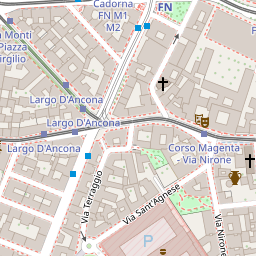 Cadorna
FN M1
M2
FN
Monti
Piazza
Largo D'Ancona
Largo D'Ancona
Largo D'Ancona
Corso Magenta
- Via Nirone
Via Terraggio
Via Sant'Agnese
Via Nirone
P